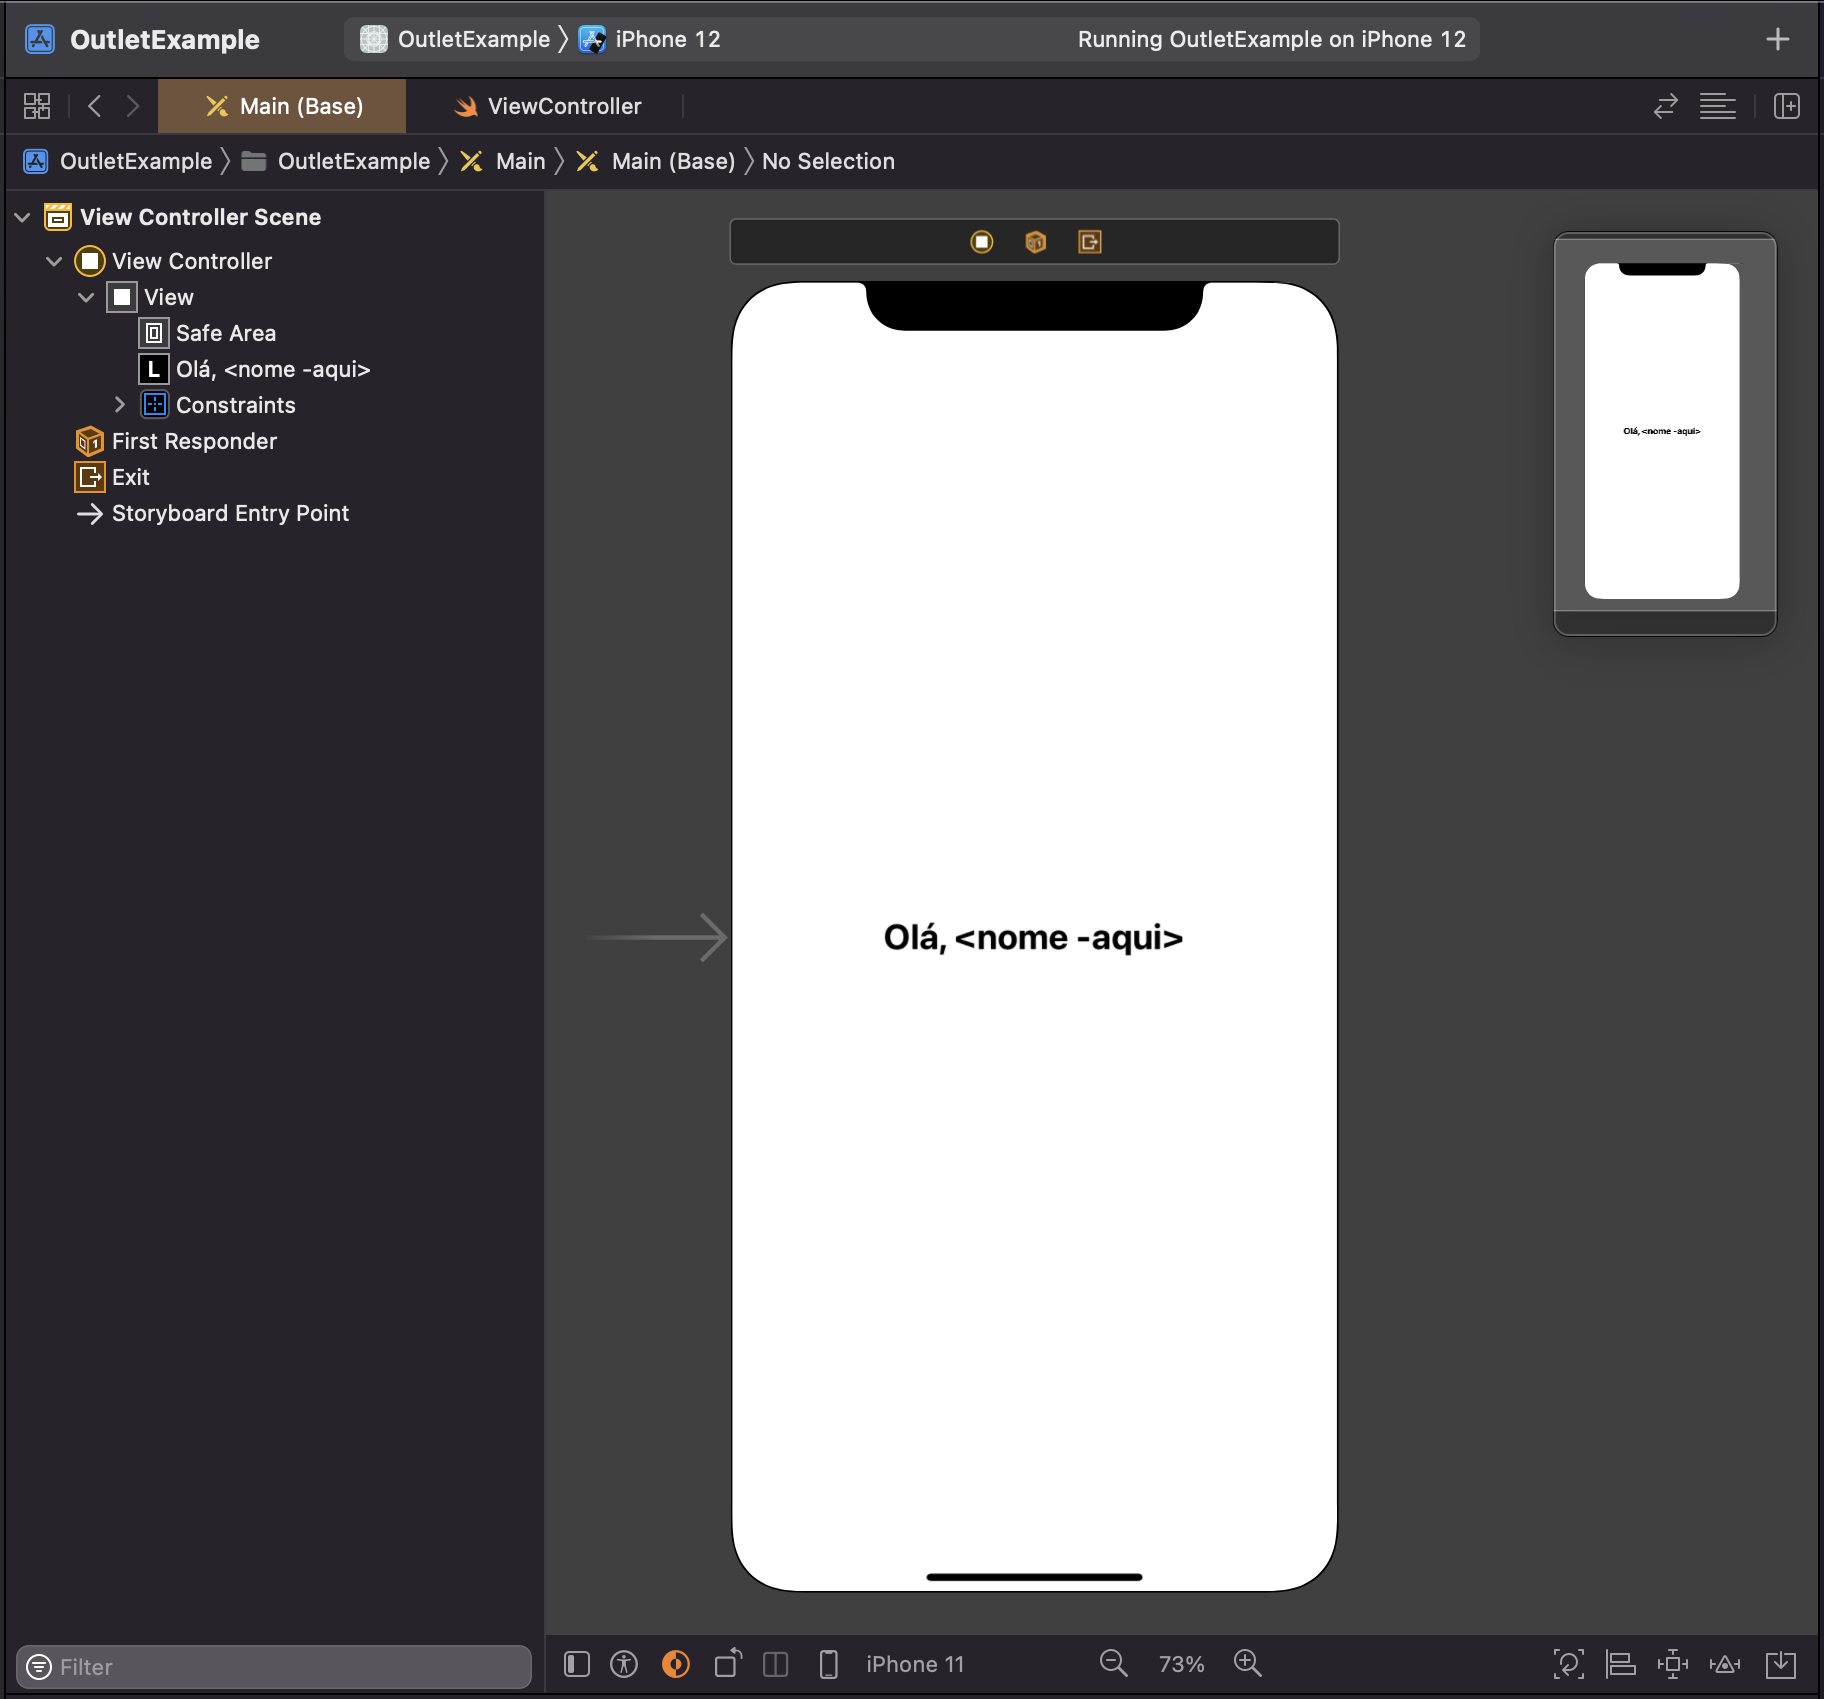 OutletExample
OutletExample
iPhone 12
Running OutletExample on iPhone 12
Main (Base)
ViewController
OutletExample
OutletExample
Main
Main (Base)
No Selection
View Controller Scene
View Controller
View
Safe Area
L
Olá, <nome -aqui>
Constraints
First Responder
Exit
Storyboard Entry Point
Olá, <nome -aqui>
Olá, <nome -aqui>
Filter
iPhone 11
73%